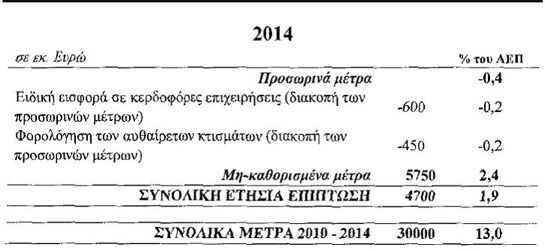 2014
σε εκ. Ευρώ % του ΑΕΠ
Προσωρινά μέτρα -0,4
Ειδική εισφορά σε κερδοφόρες επιχειρήσεις (διακοπή των
προσωρινών μέτρων) -600 -0,2
Φορολόγηση των αυθαίρετων κτισμάτων (διακοπή των
προσωρινών μέτρων) -450 -0,2
Μη-καθορισμένα μέτρα 5750 2,4
ΣΥΝΟΛΙΚΗ ΕΤΗΣΙΑ ΕΠΙΠΤΩΣΗ 4700 1,9
ΣΥΝΟΛΙΚΑ ΜΕΤΡΑ 2010 - 2014 30000 13,0